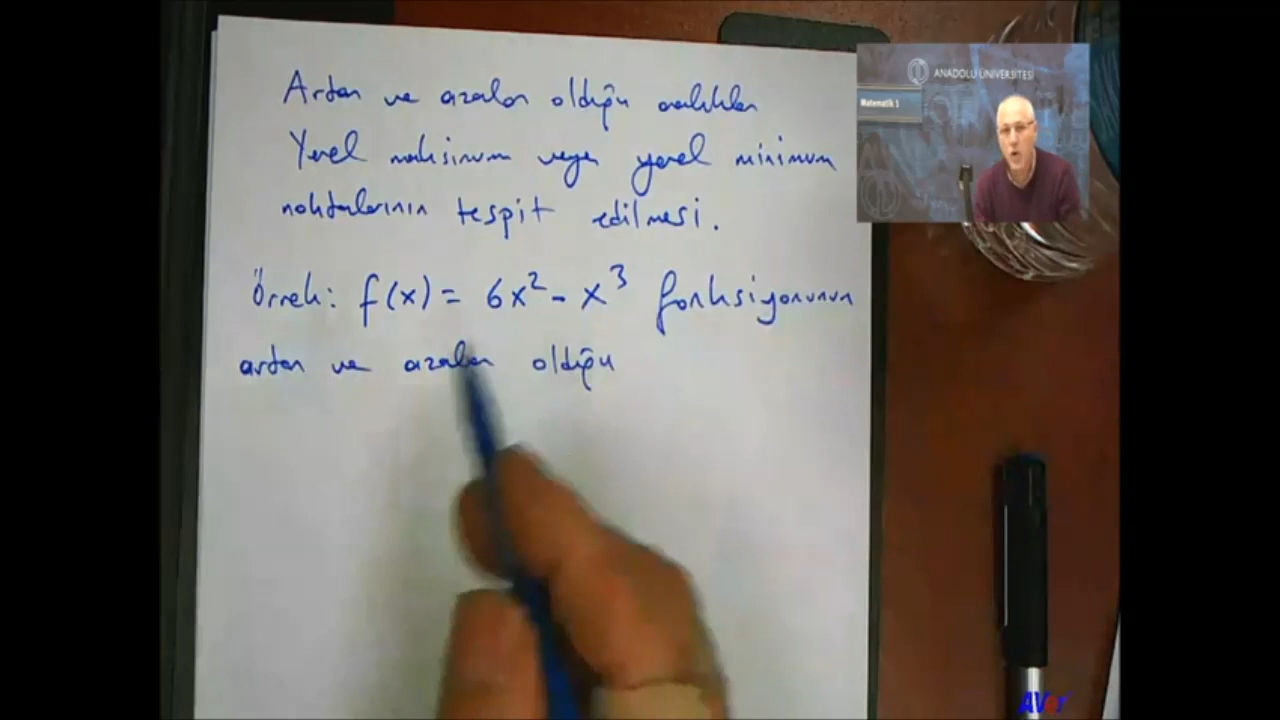 Artan ve azalan olduğu aralıklar
Yerel maksimum veya yerel minimum
noktalarının tespit edilmesi.
Örnek: f(x) = 6x² - x³ fonksiyonunun
artan ve azalan olduğu
ANADOLU ÜNİVERSİTESİ
Matematik 1